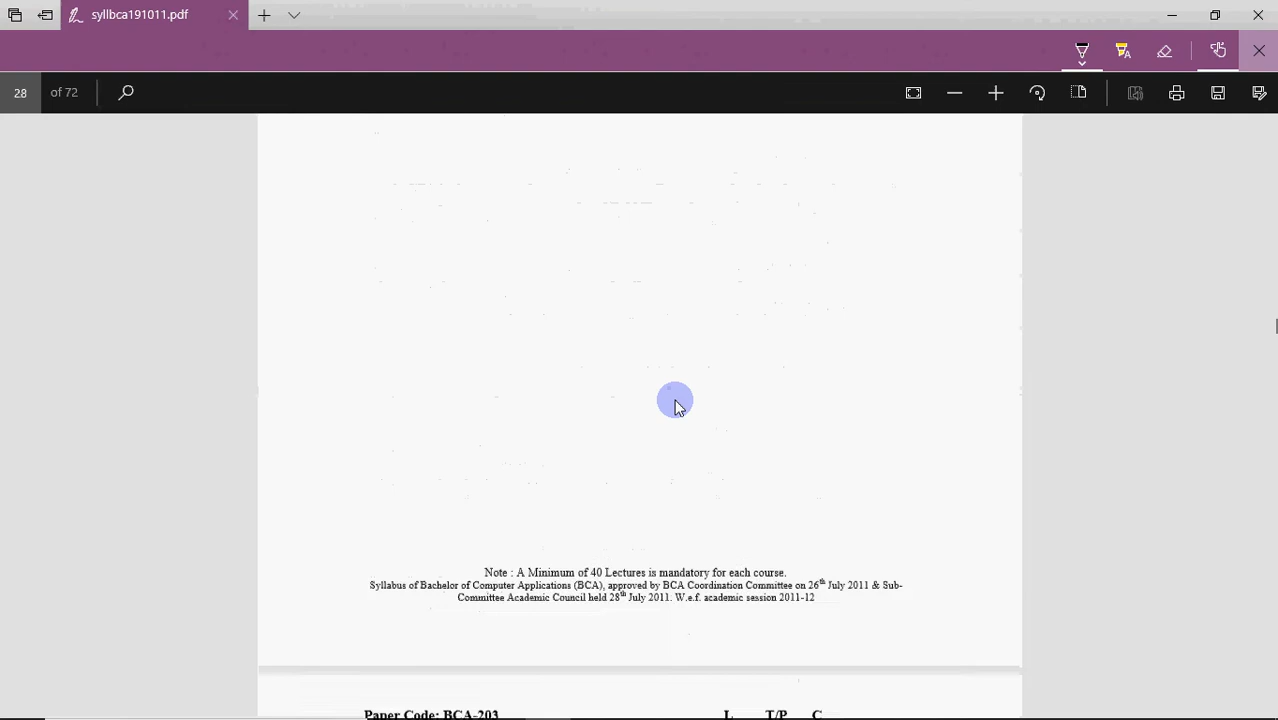 syllbca191011.pdf
28 of 72
Note : A Minimum of 40 Lectures is mandatory for each course.
Syllabus of Bachelor of Computer Applications (BCA), approved by BCA Coordination Committee on 26th July 2011 & Sub-
Committee Academic Council held 28th July 2011. W.e.f. academic session 2011-12
Paper Code: BCA-203 L T/P C